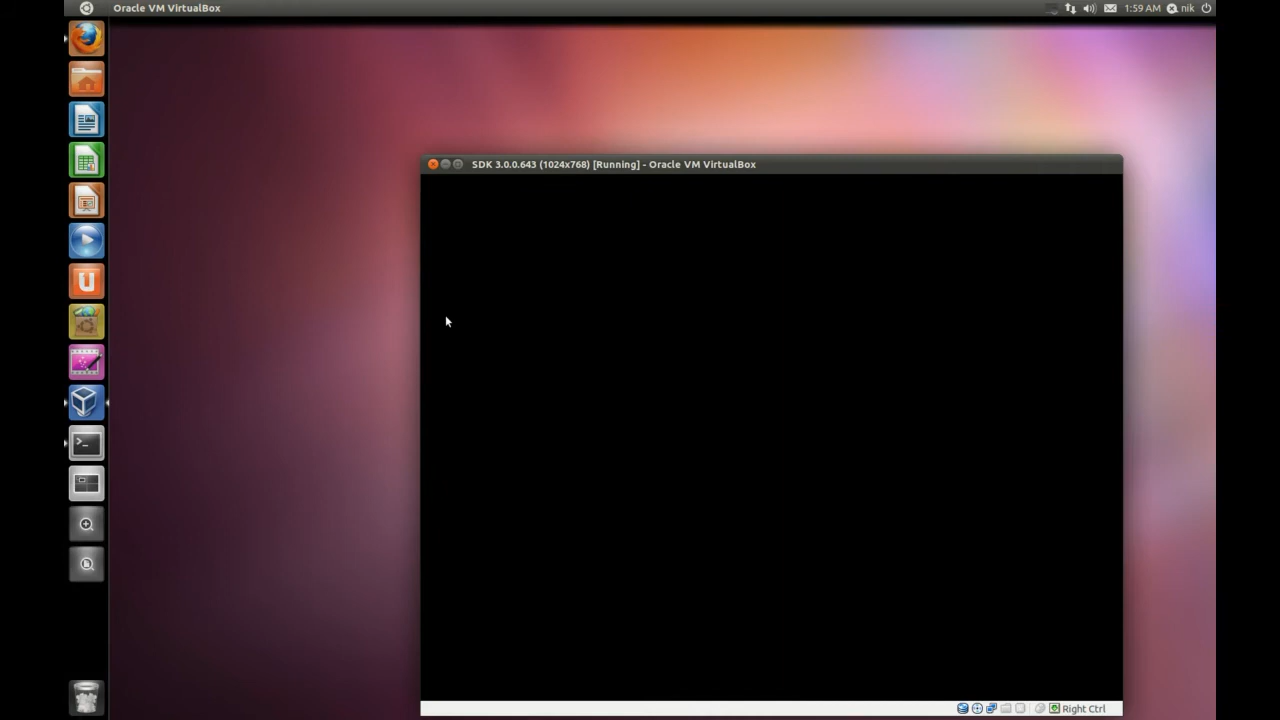 Oracle VM VirtualBox
1:59 AM
nik
SDK 3.0.0.643 (1024x768) [Running] - Oracle VM VirtualBox
Right Ctrl